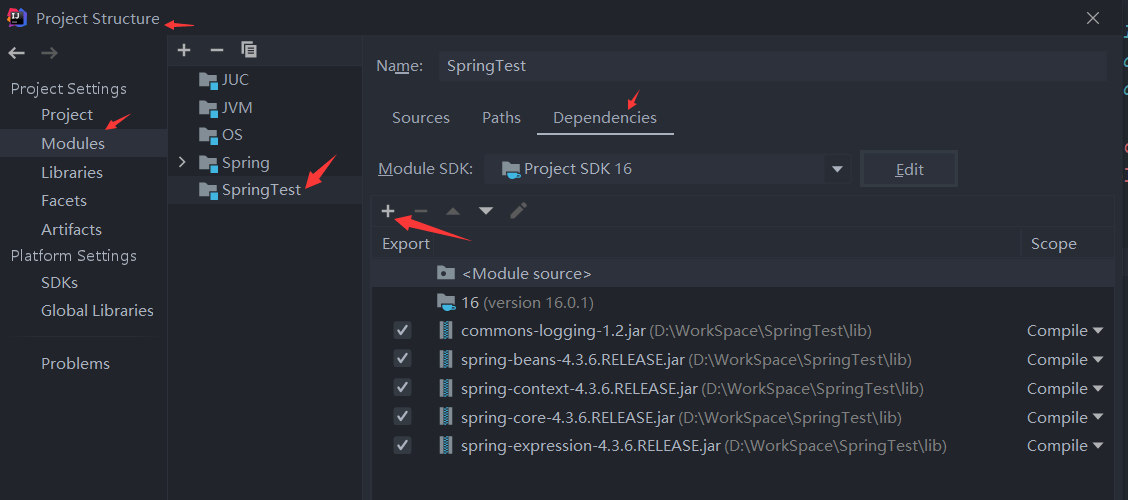 Project Structure
Project Settings
Project
Modules
Libraries
Facets
Artifacts
Platform Settings
SDKs
Global Libraries
Problems
JUC
JVM
OS
Spring
SpringTest
Name: SpringTest
Sources Paths Dependencies
Module SDK: Project SDK 16 Edit
Export Scope
<Module source>
16 (version 16.0.1)
commons-logging-1.2.jar (D:\WorkSpace\SpringTest\lib) Compile
spring-beans-4.3.6.RELEASE.jar (D:\WorkSpace\SpringTest\lib) Compile
spring-context-4.3.6.RELEASE.jar (D:\WorkSpace\SpringTest\lib) Compile
spring-core-4.3.6.RELEASE.jar (D:\WorkSpace\SpringTest\lib) Compile
spring-expression-4.3.6.RELEASE.jar (D:\WorkSpace\SpringTest\lib) Compile